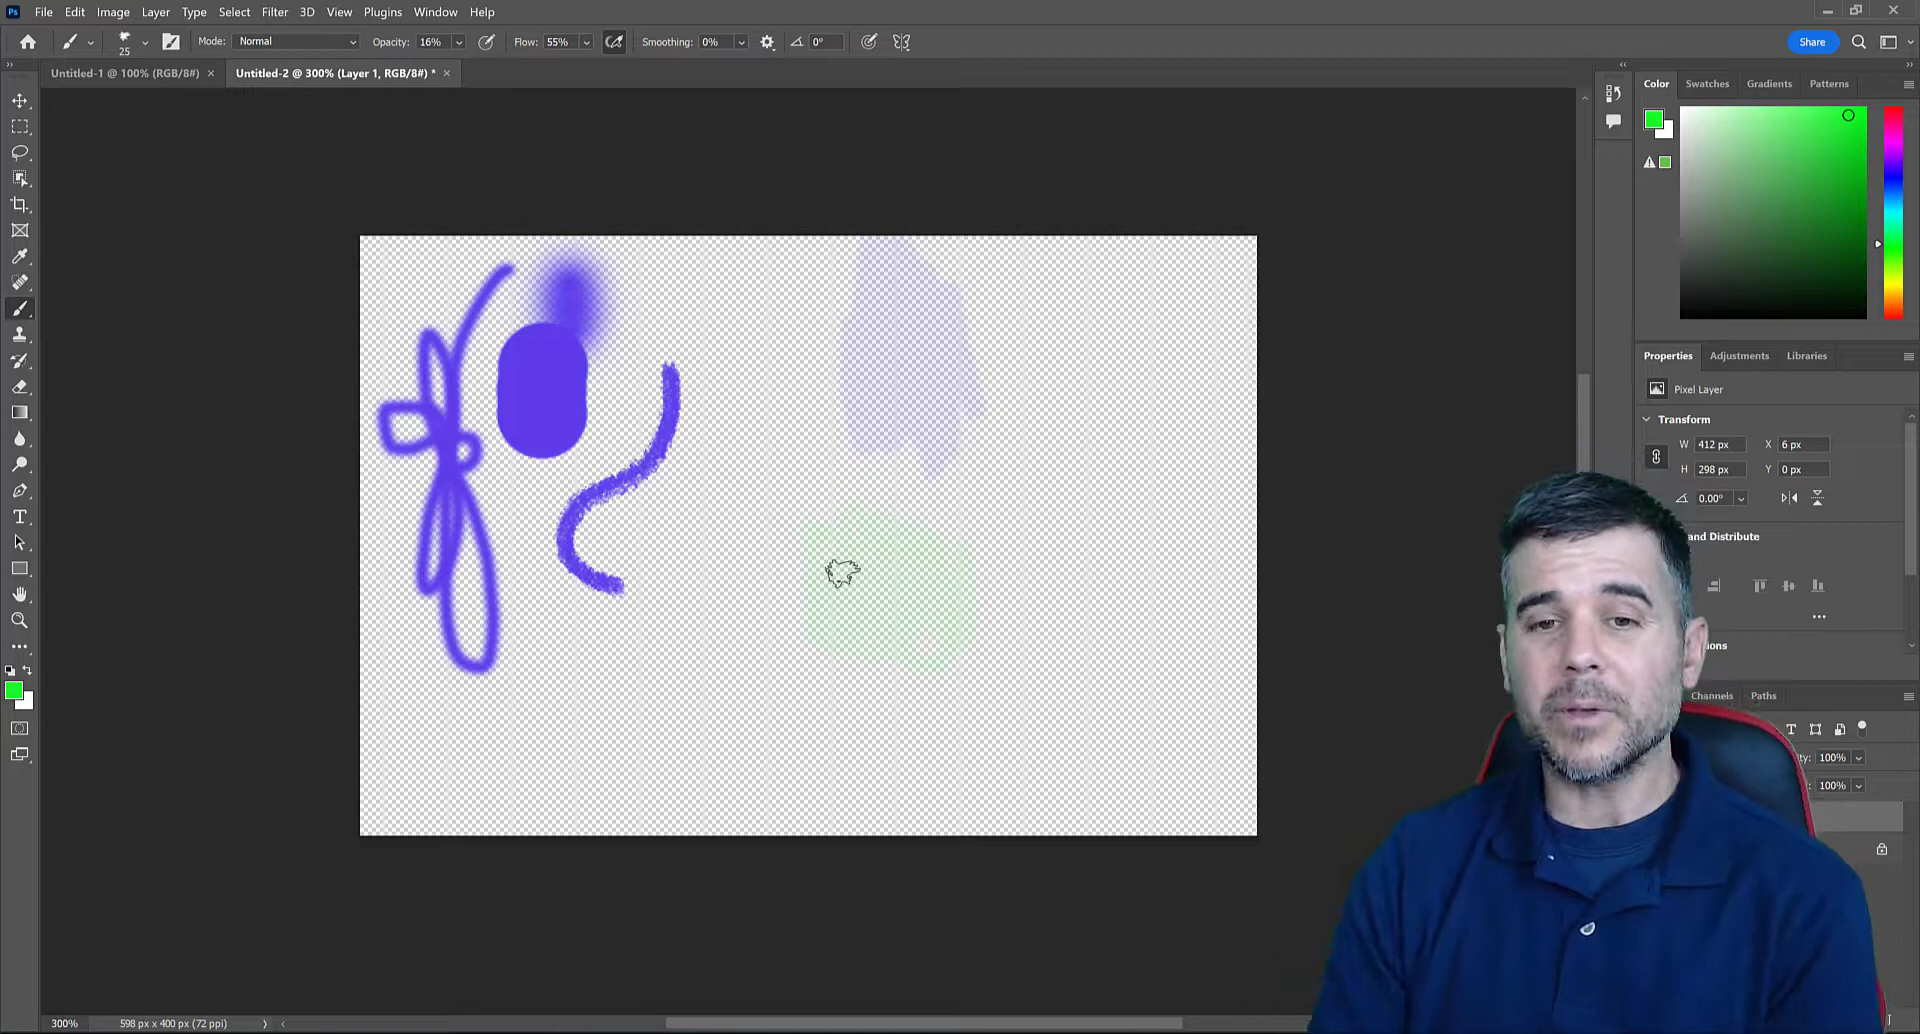 Ps File Edit Image Layer Type Select Filter 3D View Plugins Window Help
25 Mode: Normal Opacity: 16% Flow: 55% Smoothing: 0% 0° Share
Untitled-1 @ 100% (RGB/8#) × Untitled-2 @ 300% (Layer 1, RGB/8#) * ×
Color Swatches Gradients Patterns
Properties Adjustments Libraries
Pixel Layer
Transform
W 412 px X 6 px
H 298 px Y 0 px
0.00°
and Distribute
Channels Paths
100%
100%
300% 598 px x 400 px (72 ppi)